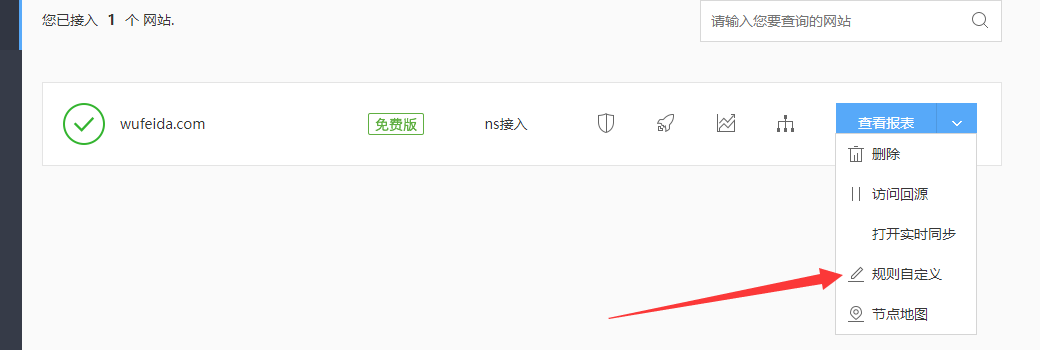 您已接入 1 个 网站.
请输入您要查询的网站
wufeida.com 免费版 ns接入 查看报表
删除
访问回源
打开实时同步
规则自定义
节点地图